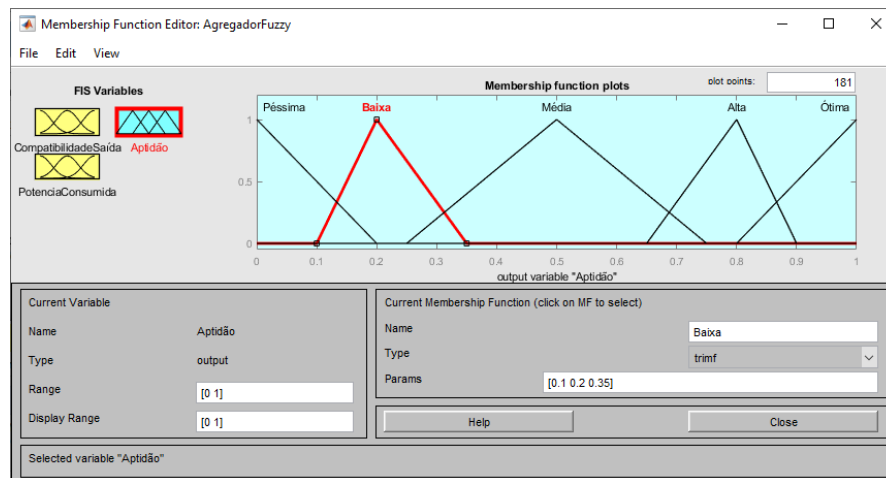 Membership Function Editor: AgregadorFuzzy
File Edit View
FIS Variables
CompatibilidadeSaída Aptidão
PotenciaConsumida
Membership function plots
plot points: 181
Péssima Baixa Média Alta Ótima
1
0.5
0
0 0.1 0.2 0.3 0.4 0.5 0.6 0.7 0.8 0.9 1
output variable "Aptidão"
Current Variable
Name Aptidão
Type output
Range [0 1]
Display Range [0 1]
Current Membership Function (click on MF to select)
Name Baixa
Type trimf
Params [0.1 0.2 0.35]
Help Close
Selected variable "Aptidão"